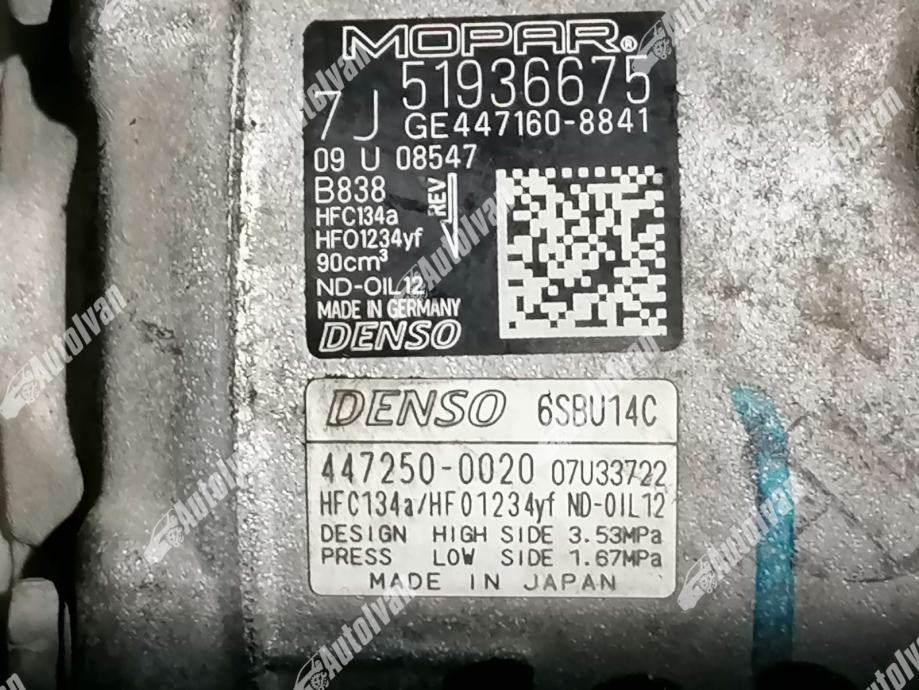 MOPAR®
7J 51936675
GE447160-8841
09 U 08547
B838
REV
HFC134a
HFO1234yf
90cm³
ND-OIL12
MADE IN GERMANY
DENSO
DENSO 6SBU14C
447250-0020 07U33722
HFC134a/HFO1234yf ND-OIL12
DESIGN HIGH SIDE 3.53MPa
PRESS LOW SIDE 1.67MPa
MADE IN JAPAN
AutoIvan